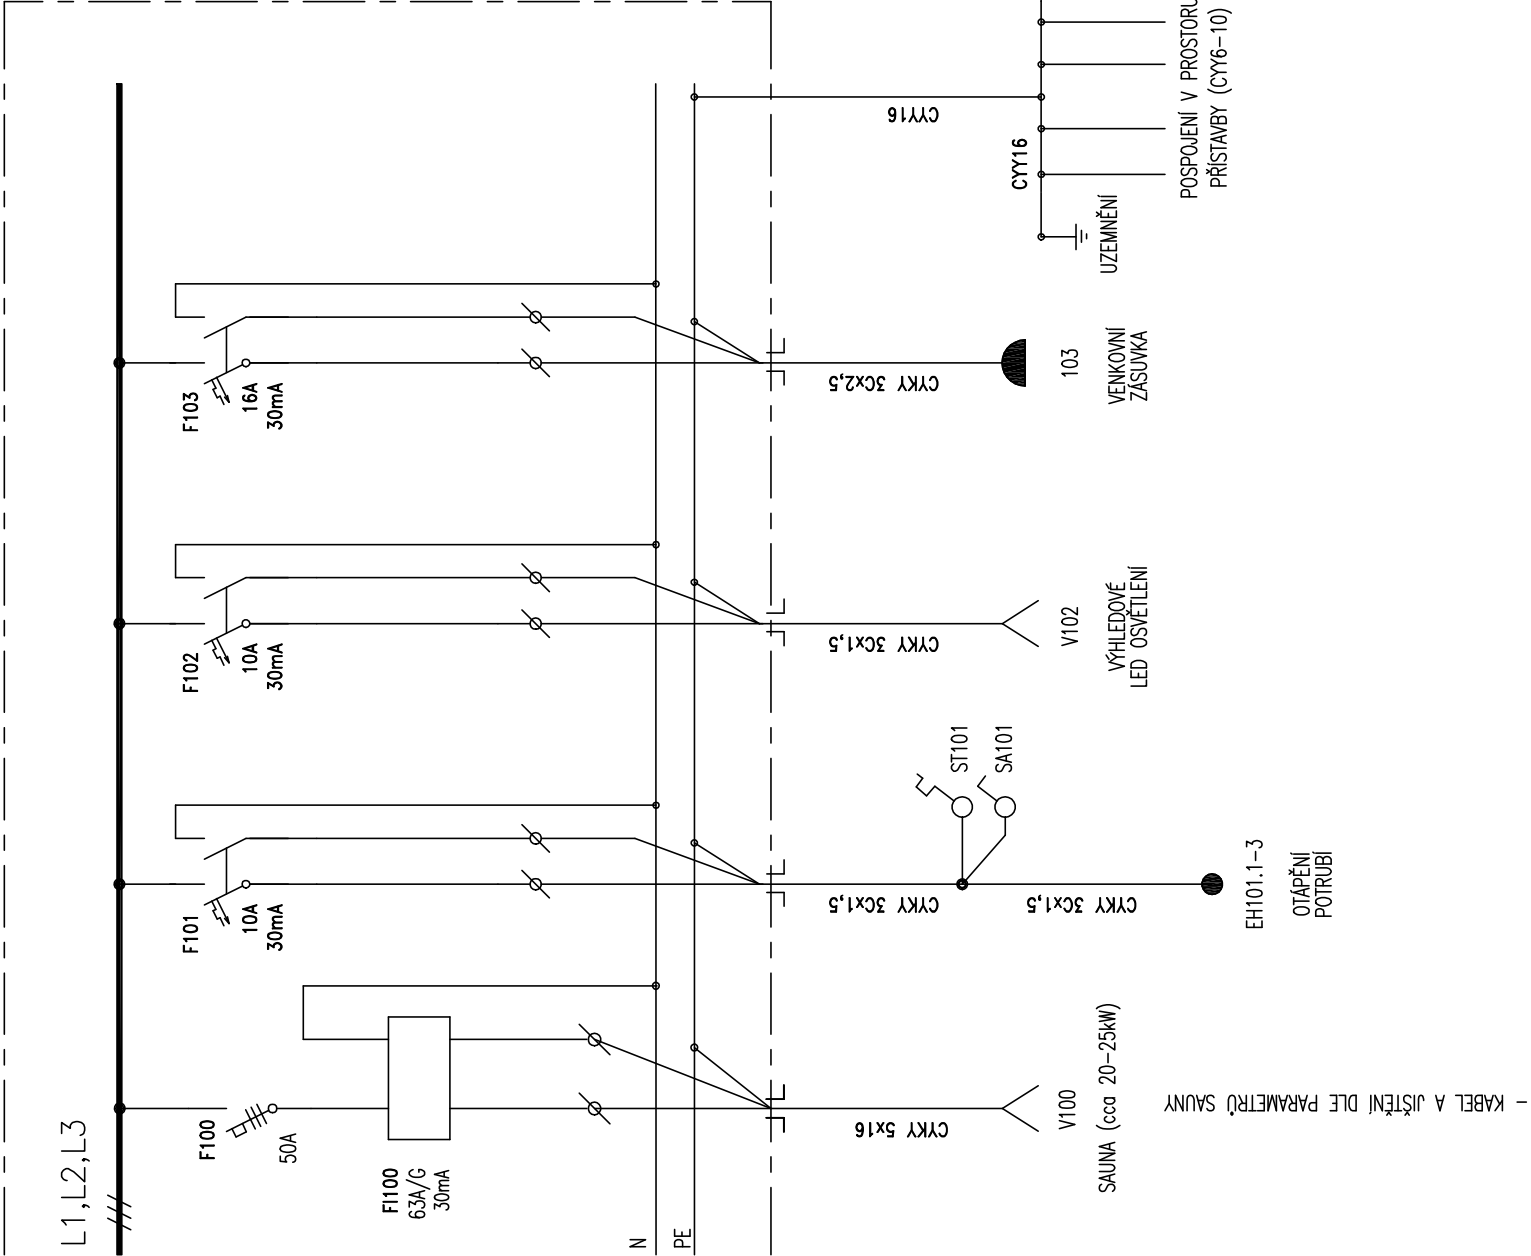 L1,L2,L3
F100
50A
FI100
63A/G
30mA
N
PE
CYKY 5x16
V100
SAUNA (cca 20-25kW)
- KABEL A JIŠTĚNÍ DLE PARAMETRŮ SAUNY
F101
10A
30mA
CYKY 3Cx1,5
ST101
SA101
CYKY 3Cx1,5
EH101.1-3
OTÁPĚNÍ
POTRUBÍ
F102
10A
30mA
CYKY 3Cx1,5
V102
VÝHLEDOVÉ
LED OSVĚTLENÍ
F103
16A
30mA
CYKY 3Cx2,5
103
VENKOVNÍ
ZÁSUVKA
CYY16
CYY16
UZEMNĚNÍ
POSPOJENÍ V PROSTORU
PŘÍSTAVBY (CYY6-10)